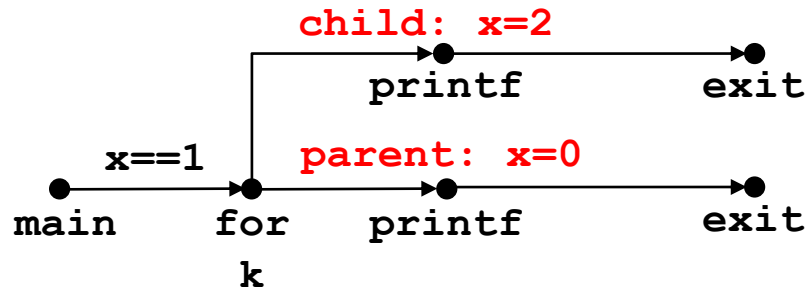 child: x=2
printf exit
x==1 parent: x=0
main for printf exit
k